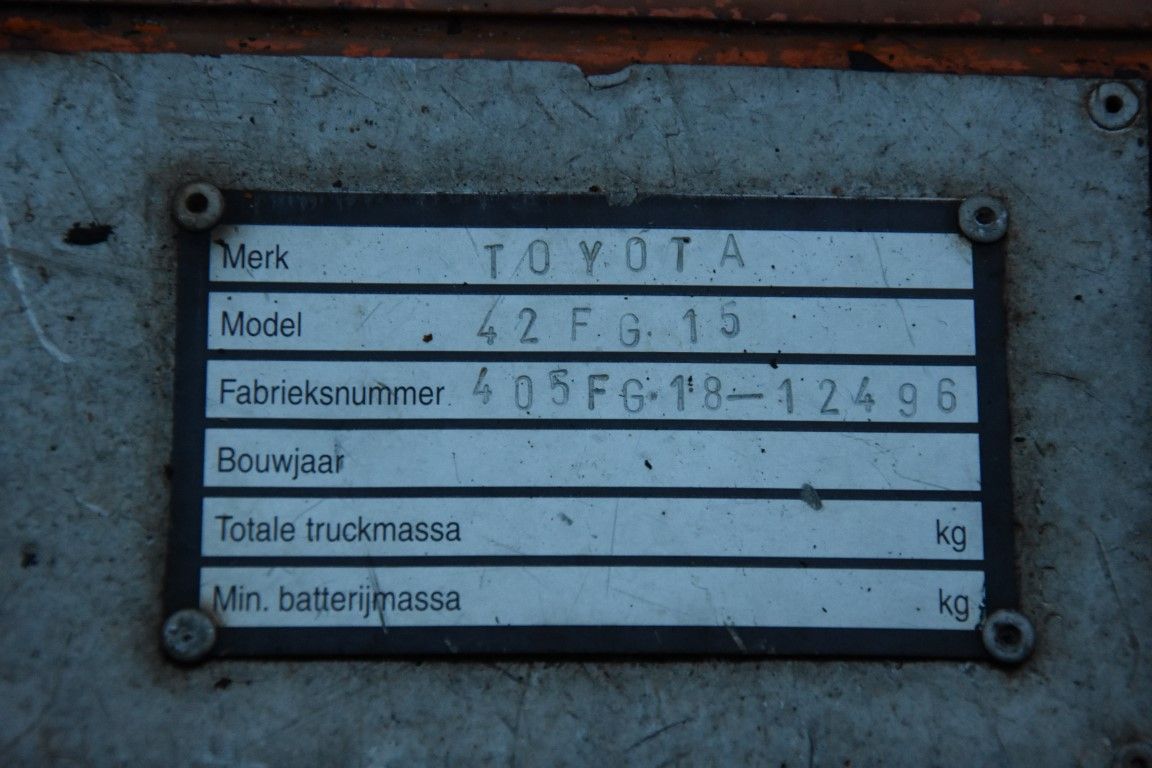 Merk TOYOTA
Model 42FG15
Fabrieksnummer 405FG18-12496
Bouwjaar
Totale truckmassa kg
Min. batterijmassa kg